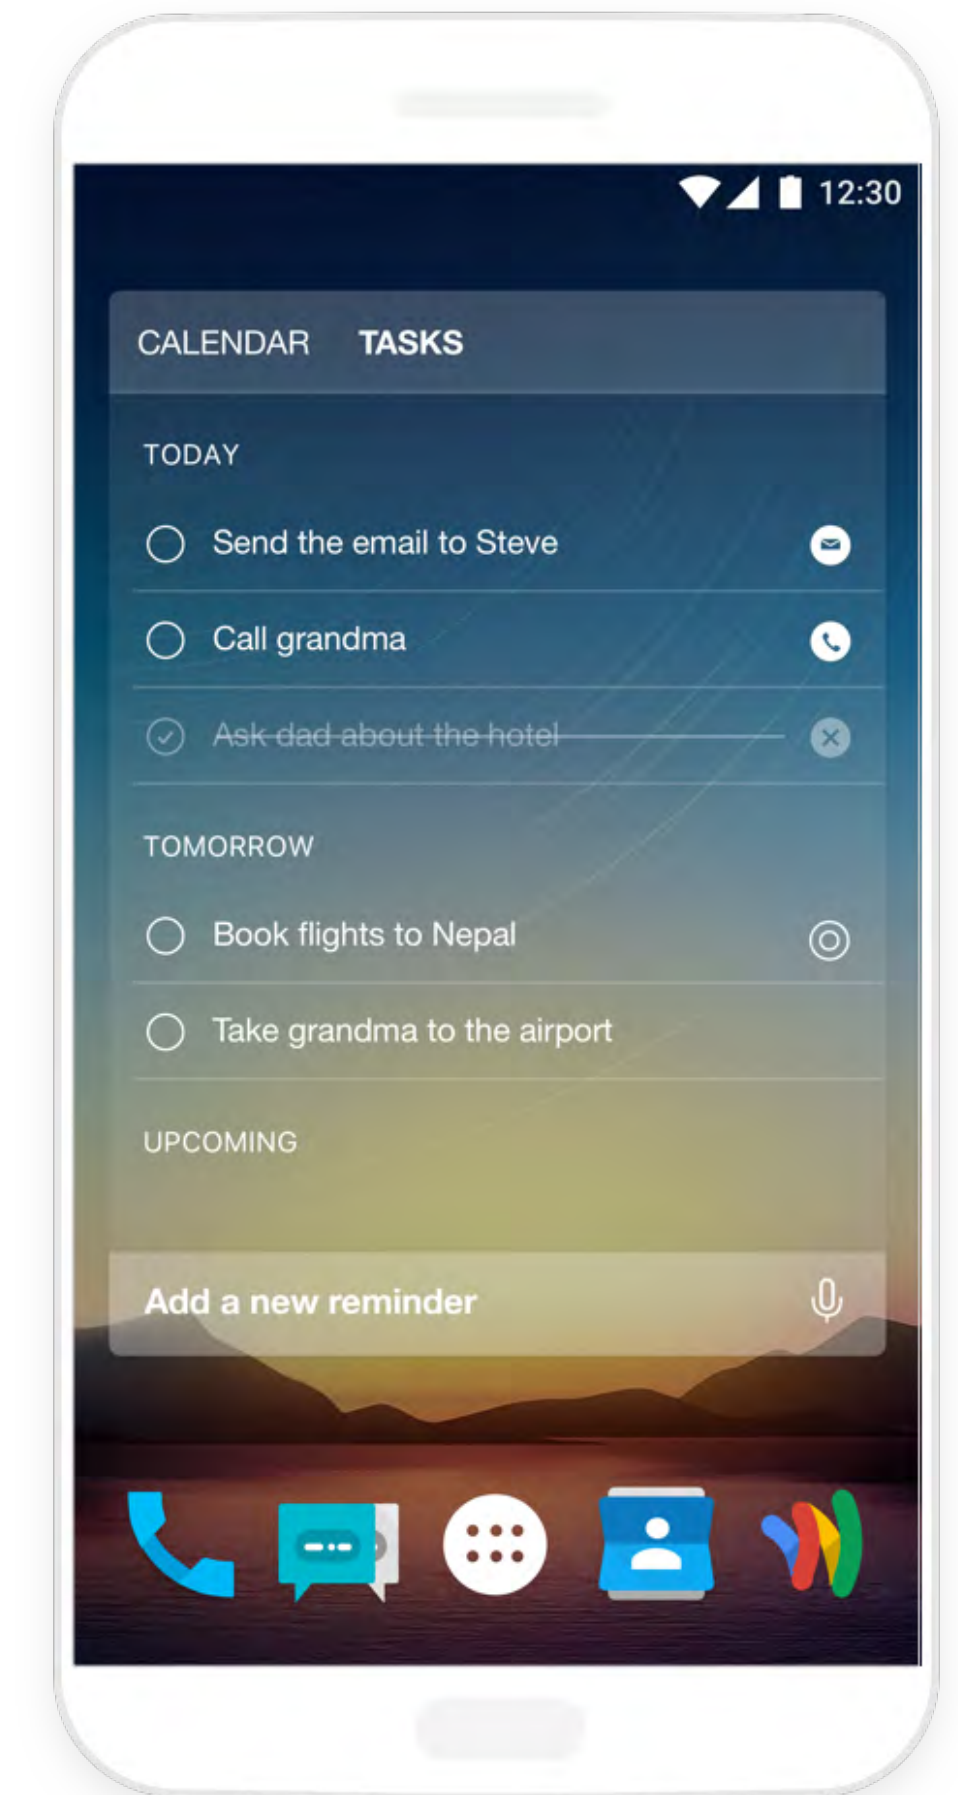 12:30
CALENDAR TASKS
TODAY
Send the email to Steve
Call grandma
Ask dad about the hotel
TOMORROW
Book flights to Nepal
Take grandma to the airport
UPCOMING
Add a new reminder